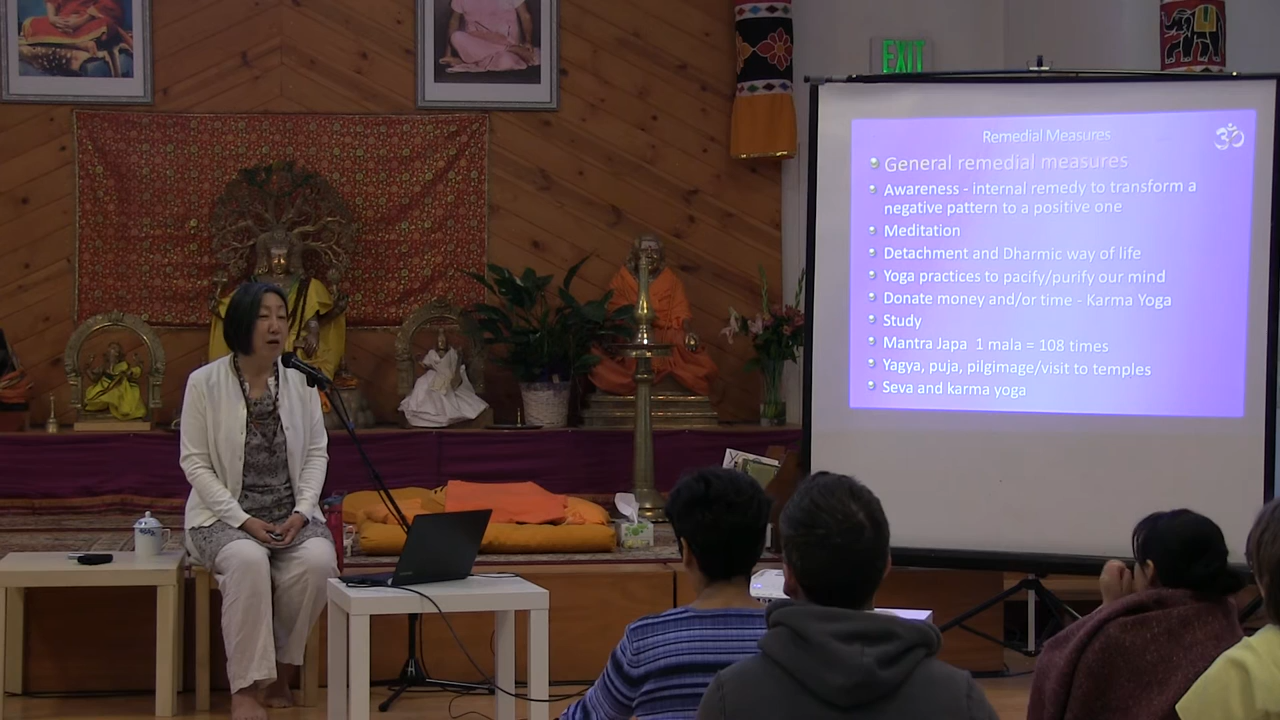 EXIT
Remedial Measures
ॐ
General remedial measures
Awareness - internal remedy to transform a
negative pattern to a positive one
Meditation
Detachment and Dharmic way of life
Yoga practices to pacify/purify our mind
Donate money and/or time - Karma Yoga
Study
Mantra Japa 1 mala = 108 times
Yagya, puja, pilgimage/visit to temples
Seva and karma yoga